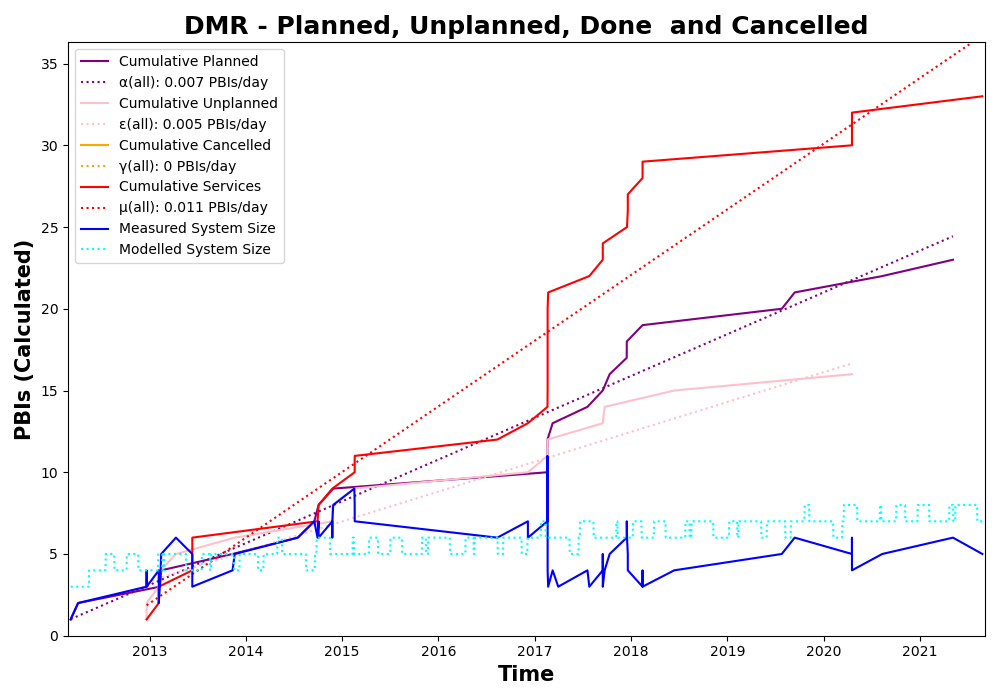 DMR - Planned, Unplanned, Done  and Cancelled
PBIs (Calculated)
35
30
25
20
15
10
5
0
Cumulative Planned
α(all): 0.007 PBIs/day
Cumulative Unplanned
ε(all): 0.005 PBIs/day
Cumulative Cancelled
γ(all): 0 PBIs/day
Cumulative Services
μ(all): 0.011 PBIs/day
Measured System Size
Modelled System Size
2013 2014 2015 2016 2017 2018 2019 2020 2021
Time